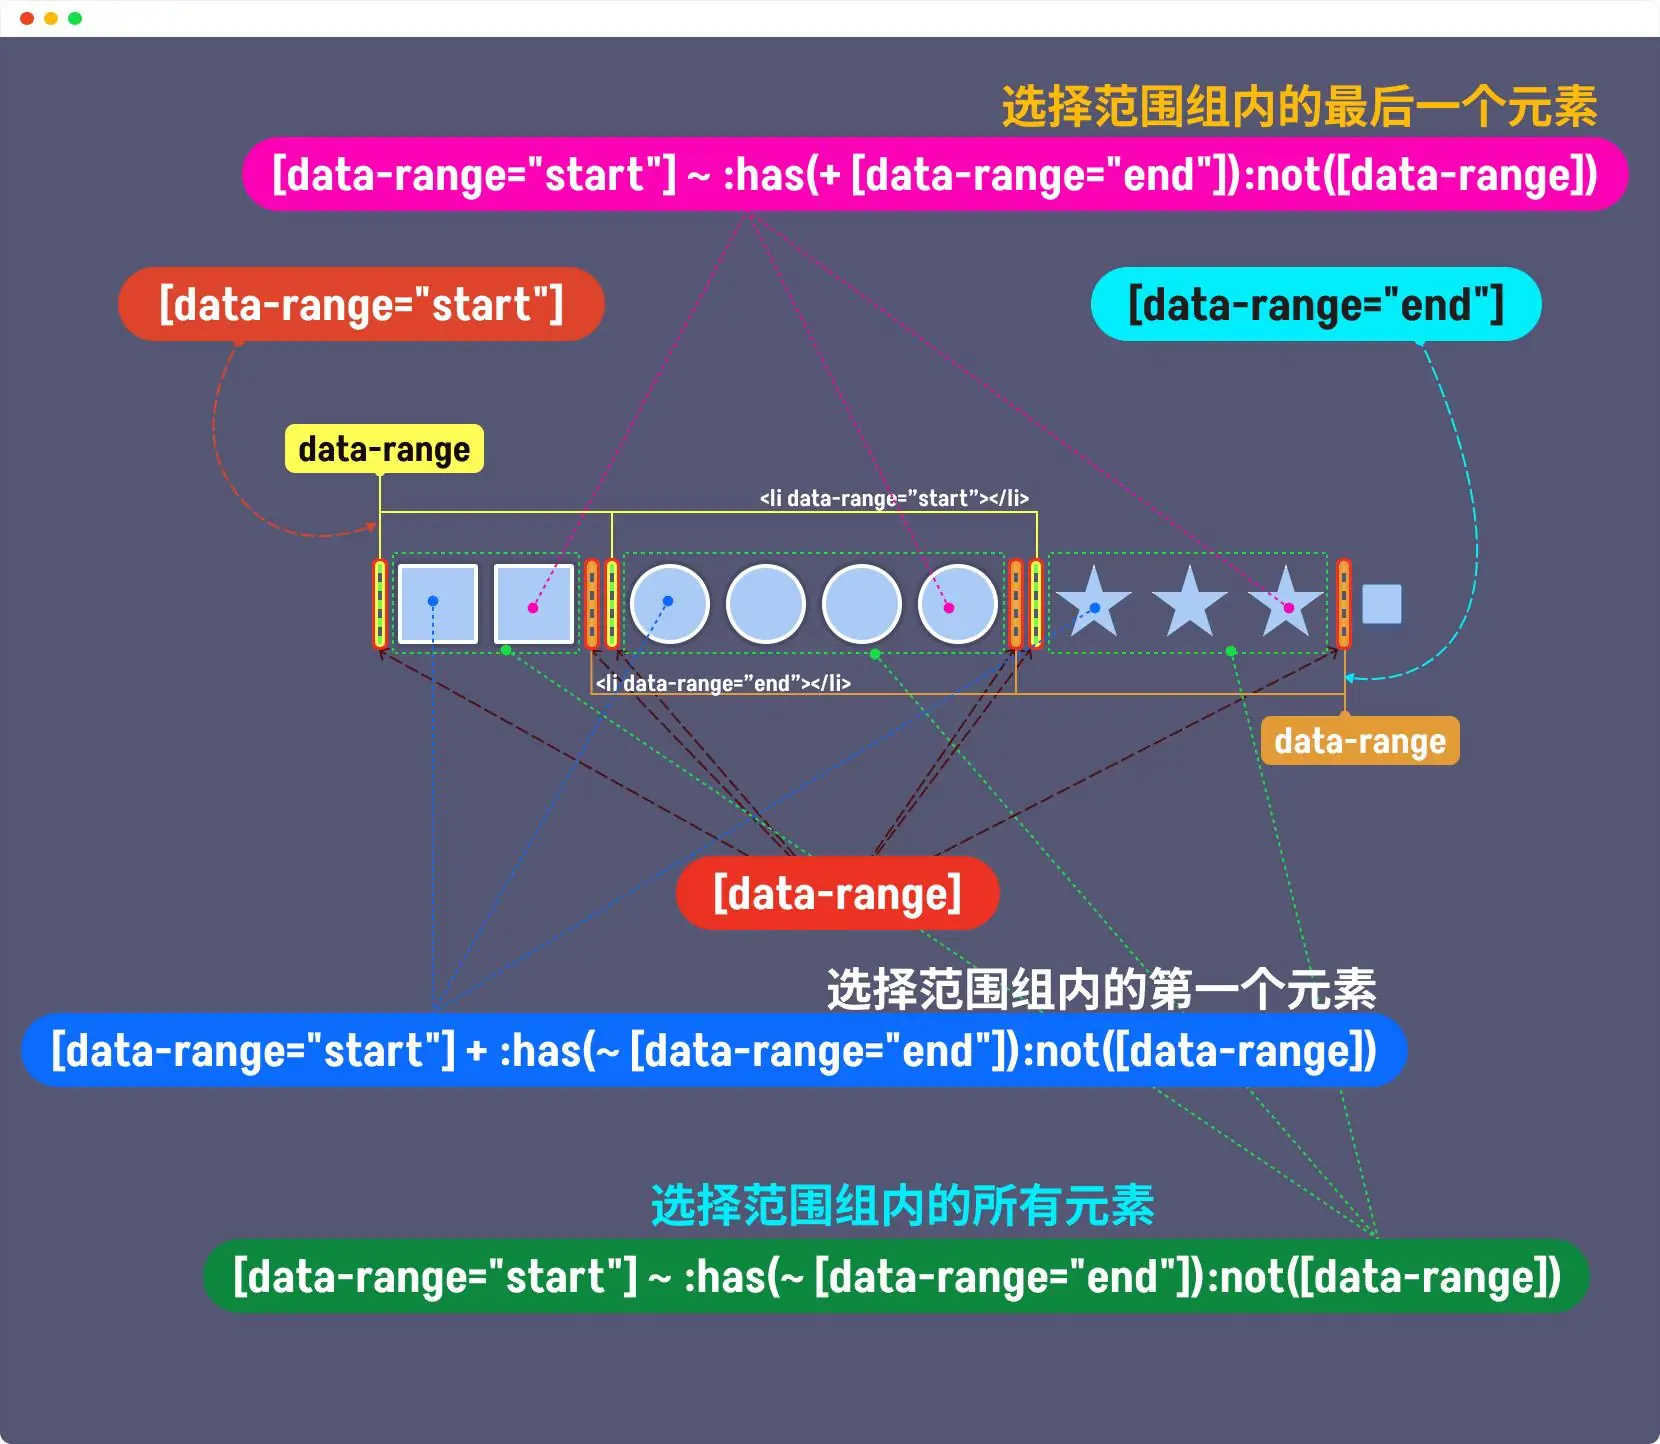 选择范围组内的最后一个元素
[data-range="start"] ~ :has(+ [data-range="end"]):not([data-range])
[data-range="start"]
[data-range="end"]
data-range
<li data-range=”start”></li>
<li data-range=”end”></li>
data-range
[data-range]
选择范围组内的第一个元素
[data-range="start"] + :has(~ [data-range="end"]):not([data-range])
选择范围组内的所有元素
[data-range="start"] ~ :has(~ [data-range="end"]):not([data-range])